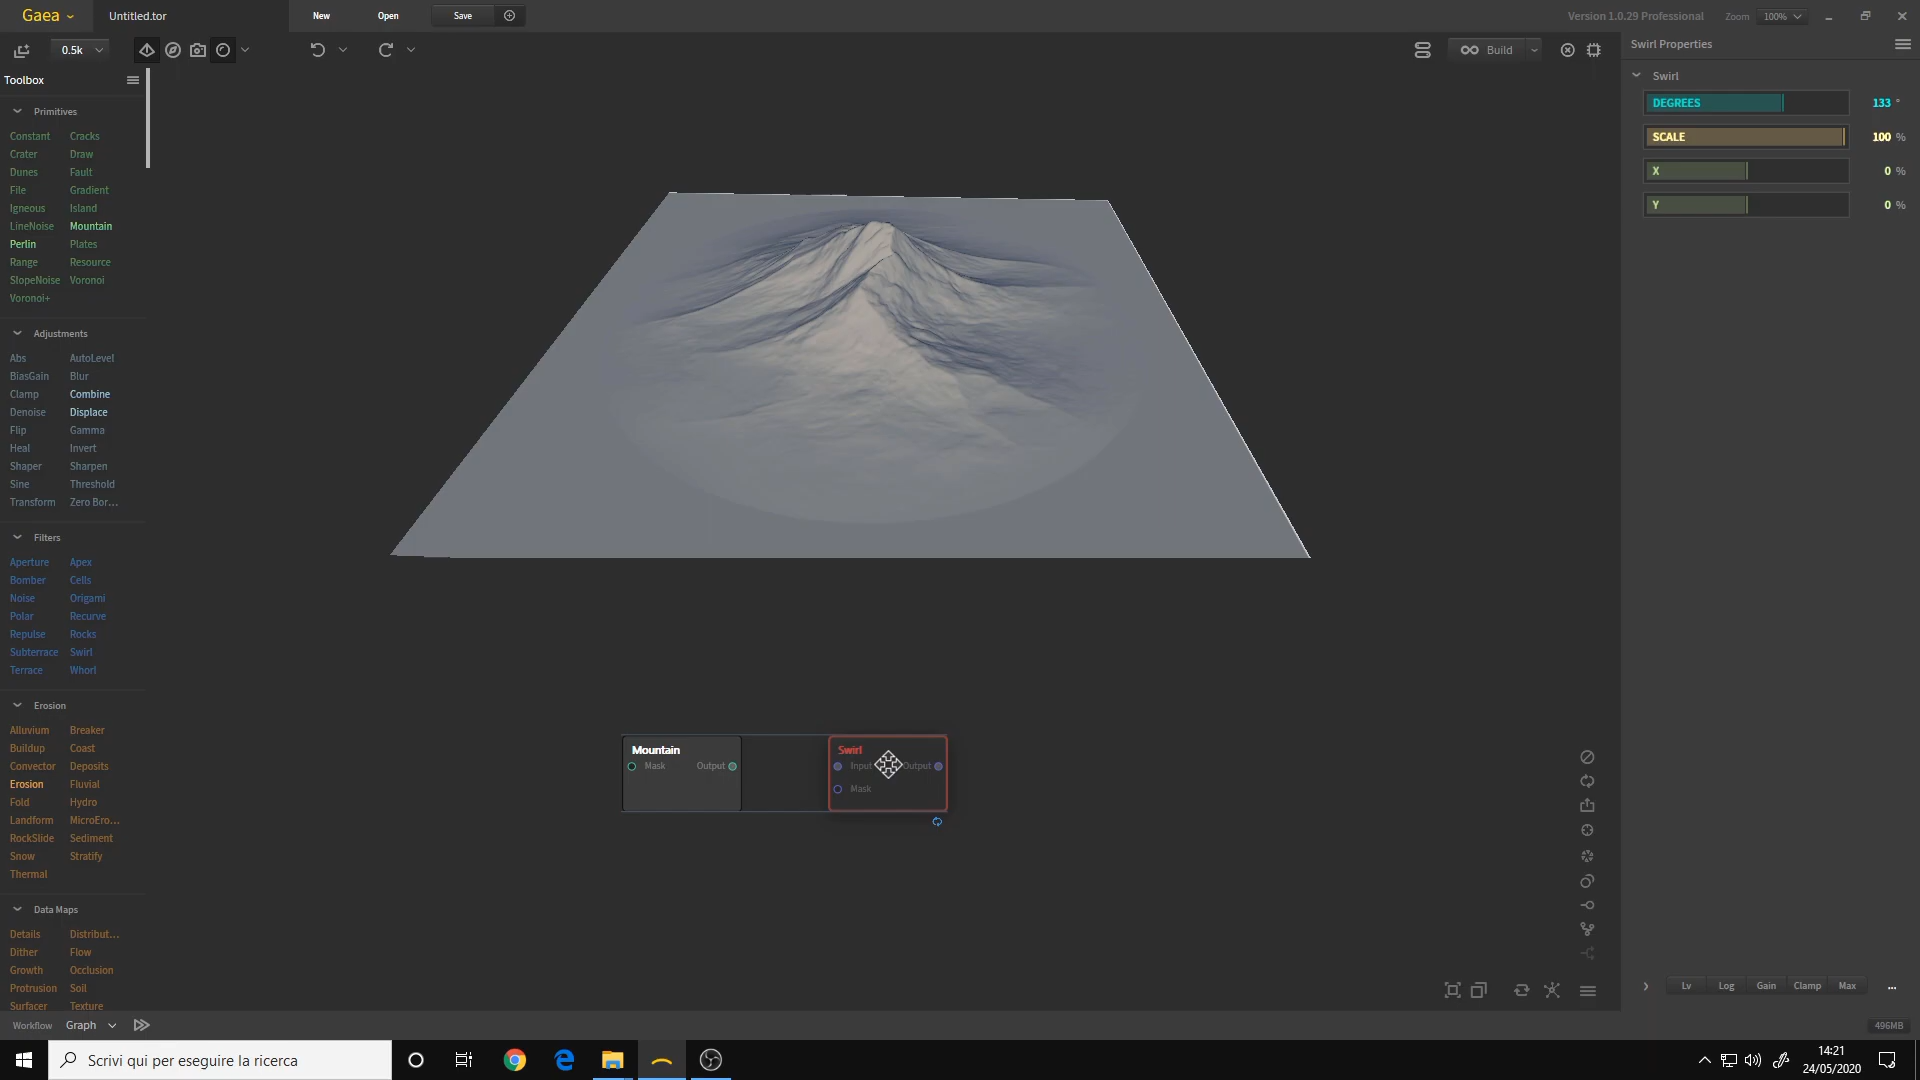 Gaea
Untitled.tor
New
Open
Save
Version 1.0.29 Professional
Zoom
100%
0.5k
Build
Swirl Properties
Toolbox
Swirl
DEGREES 133 °
SCALE 100 %
X 0 %
Y 0 %
Primitives
Constant Cracks
Crater Draw
Dunes Fault
File Gradient
Igneous Island
LineNoise Mountain
Perlin Plates
Range Resource
SlopeNoise Voronoi
Voronoi+
Adjustments
Abs AutoLevel
BiasGain Blur
Clamp Combine
Denoise Displace
Flip Gamma
Heal Invert
Shaper Sharpen
Sine Threshold
Transform Zero Bor...
Filters
Aperture Apex
Bomber Cells
Noise Origami
Polar Recurve
Repulse Rocks
Subterrace Swirl
Terrace Whorl
Erosion
Alluvium Breaker
Buildup Coast
Convector Deposits
Erosion Fluvial
Fold Hydro
Landform MicroEro...
RockSlide Sediment
Snow Stratify
Thermal
Data Maps
Details Distribut...
Dither Flow
Growth Occlusion
Protrusion Soil
Surfacer Texture
Mountain
Mask Output
Swirl
Input Output
Mask
Lv Log Gain Clamp Max ...
Workflow Graph
496MB
Scrivi qui per eseguire la ricerca
14:21
24/05/2020